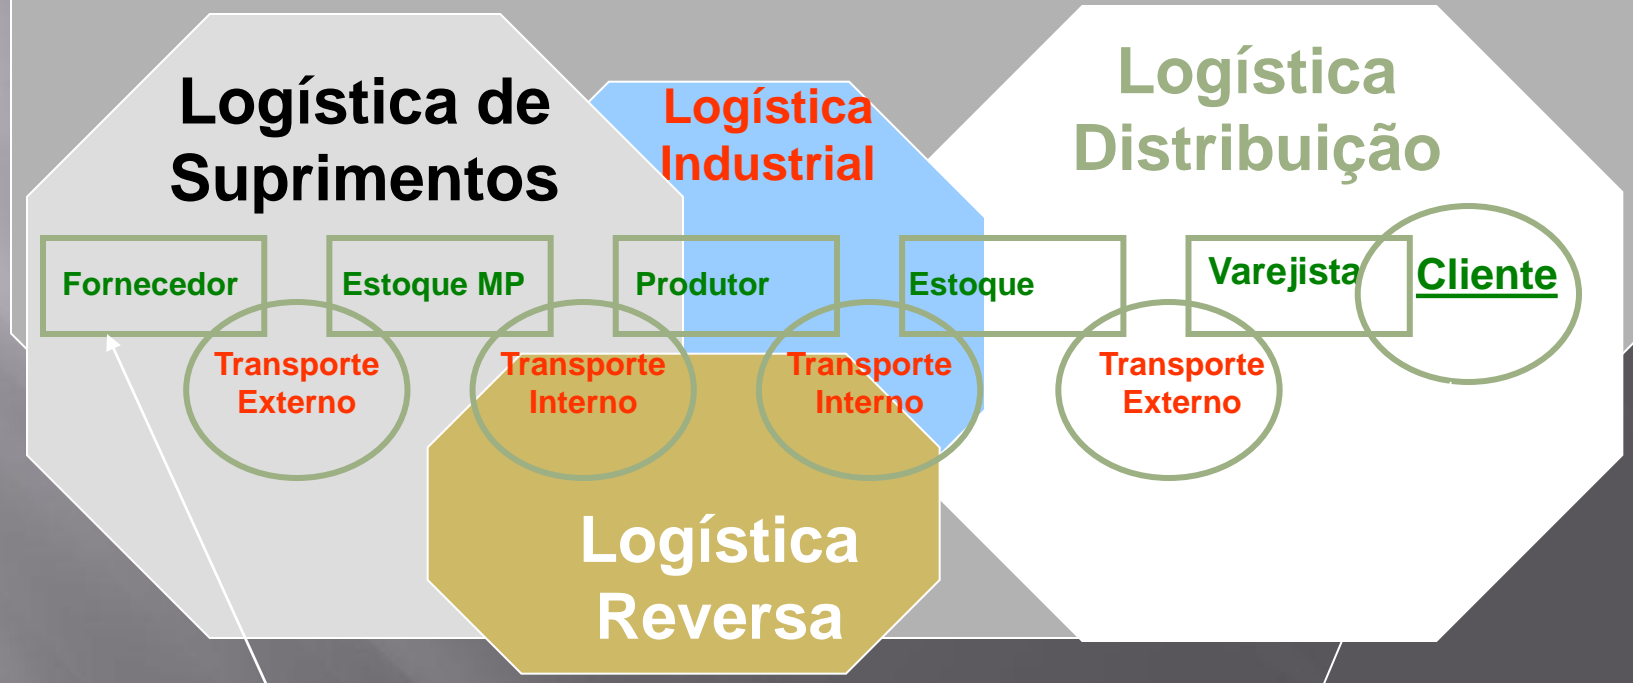 Logística de
Suprimentos
Logística
Industrial
Logística
Distribuição
Fornecedor
Estoque MP
Produtor
Estoque
Varejista
Cliente
Transporte
Externo
Transporte
Interno
Transporte
Interno
Transporte
Externo
Logística
Reversa